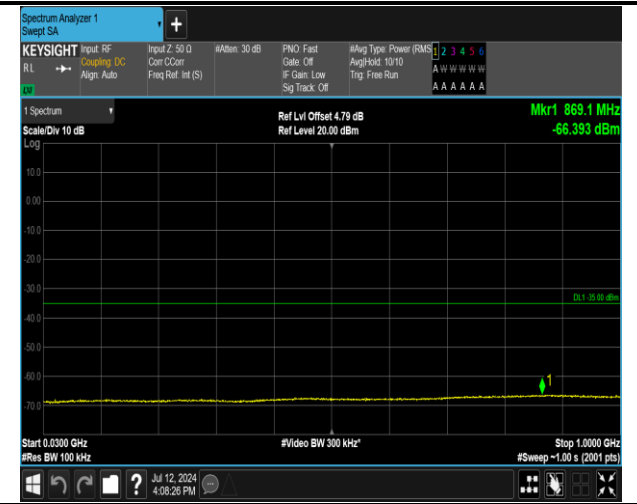 Spectrum Analyzer 1
Swept SA
+
KEYSIGHT Input: RF Input Z: 50 Ω #Atten: 30 dB PNO: Fast #Avg Type: Power (RMS 1 2 3 4 5 6
RL Coupling: DC Corr CCorr Gate: Off Avg|Hold: 10/10 A W W W W W
Align: Auto Freq Ref: Int (S) IF Gain: Low Trig: Free Run
Sig Track: Off A A A A A A
LXI
1 Spectrum Ref Lvl Offset 4.79 dB Mkr1 869.1 MHz
Scale/Div 10 dB Ref Level 20.00 dBm -66.393 dBm
Log
10.0
0.00
-10.0
-20.0
-30.0
DL1 -35.00 dBm
-40.0
-50.0
-60.0
1
-70.0
Start 0.0300 GHz #Video BW 300 kHz* Stop 1.0000 GHz
#Res BW 100 kHz #Sweep ~1.00 s (2001 pts)
? Jul 12, 2024
4:08:26 PM